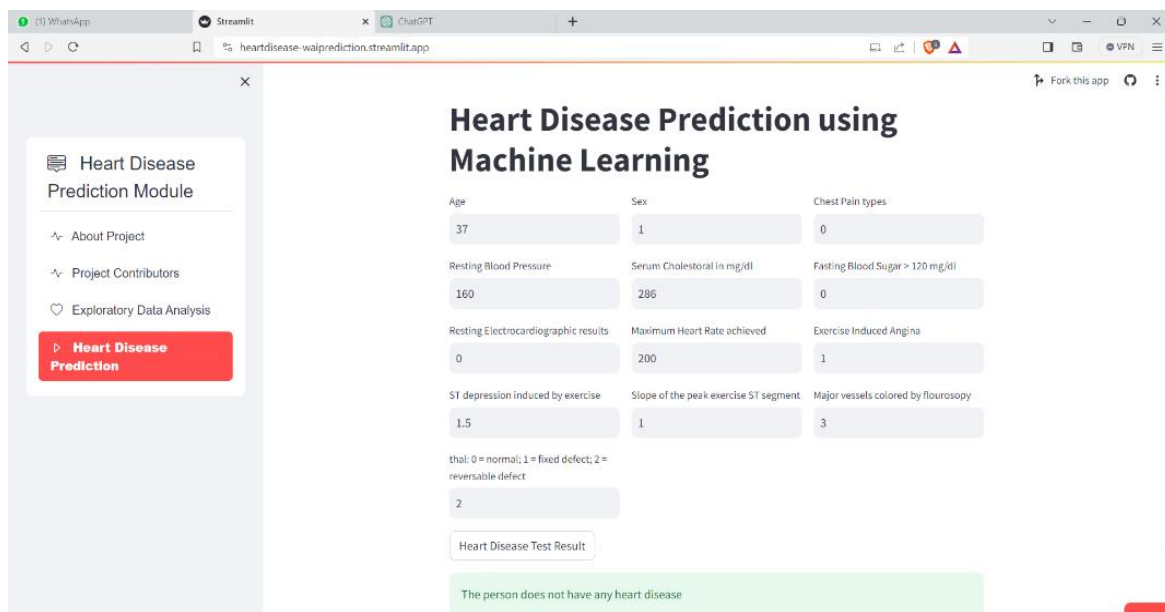 (1) WhatsApp
Streamlit
ChatGPT
heartdisease-waiprediction.streamlit.app
VPN
Fork this app
Heart Disease
Prediction Module
About Project
Project Contributors
Exploratory Data Analysis
Heart Disease
Prediction
Heart Disease Prediction using
Machine Learning
Age Sex Chest Pain types
37 1 0
Resting Blood Pressure Serum Cholestoral in mg/dl Fasting Blood Sugar > 120 mg/dl
160 286 0
Resting Electrocardiographic results Maximum Heart Rate achieved Exercise Induced Angina
0 200 1
ST depression induced by exercise Slope of the peak exercise ST segment Major vessels colored by flourosopy
1.5 1 3
thal: 0 = normal; 1 = fixed defect; 2 =
reversable defect
2
Heart Disease Test Result
The person does not have any heart disease